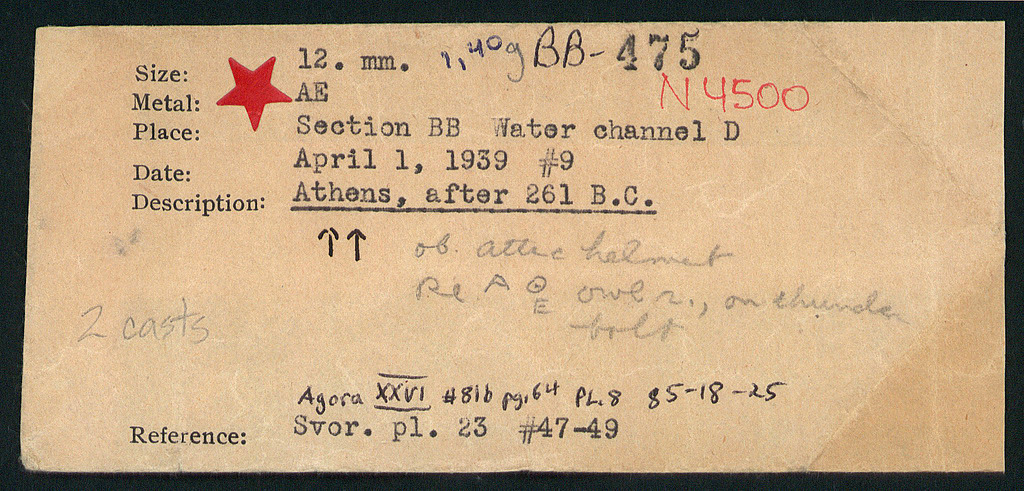 Size: 12. mm. 1,40g BB-475
Metal: AE N4500
Place: Section BB Water channel D
Date: April 1, 1939 #9
Description: Athens, after 261 B.C.
↑↑ ob. attic helmet
Re A Θ E owl r., on thunder
bolt
2 casts
Agora XXVI #81b pg.64 PL.8 85-18-25
Reference: Svor. pl. 23 #47-49